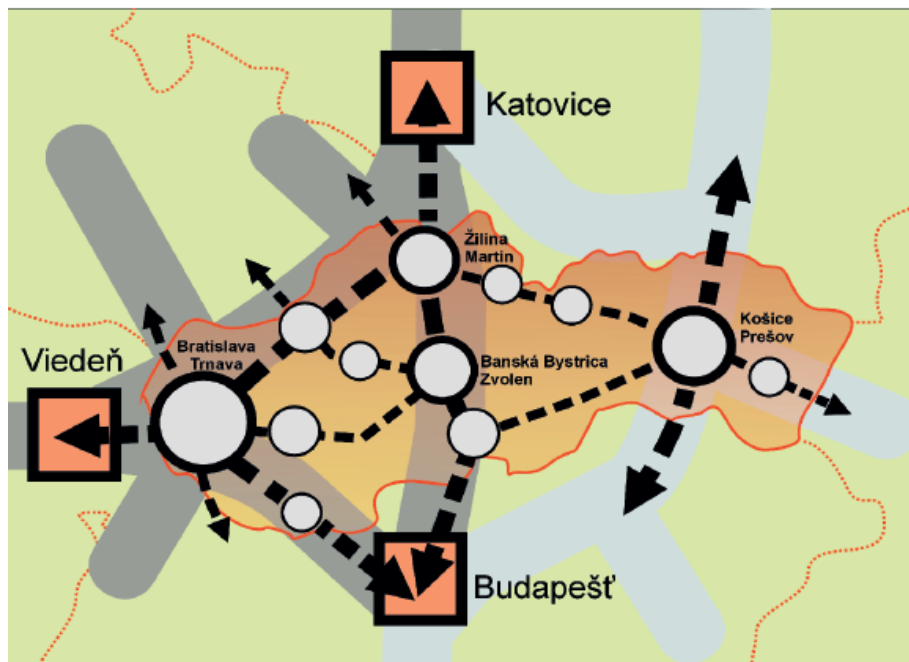 Katovice
Žilina
Martin
Košice
Prešov
Bratislava
Trnava
Viedeň
Banská Bystrica
Zvolen
Budapešť